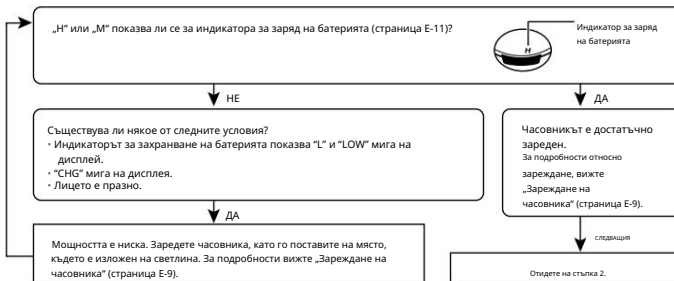 „H“ или „M“ показва ли се за индикатора за заряд на батерията (страница E-11)?
Индикатор за заряд
на батерията
H
НЕ
ДА
Съществува ли някое от следните условия?
• Индикаторът за захранване на батерията показва “L” и “LOW” мига на
дисплей.
• “CHG” мига на дисплея.
• Лицето е празно.
Часовникът е достатъчно
зареден.
За подробности относно
зареждане, вижте
„Зареждане на
часовника“ (страница E-9).
ДА
СЛЕДВАЩИЯ
Мощността е ниска. Заредете часовника, като го поставите на място,
където е изложен на светлина. За подробности вижте „Зареждане на
часовника“ (страница E-9).
Отидете на стъпка 2.